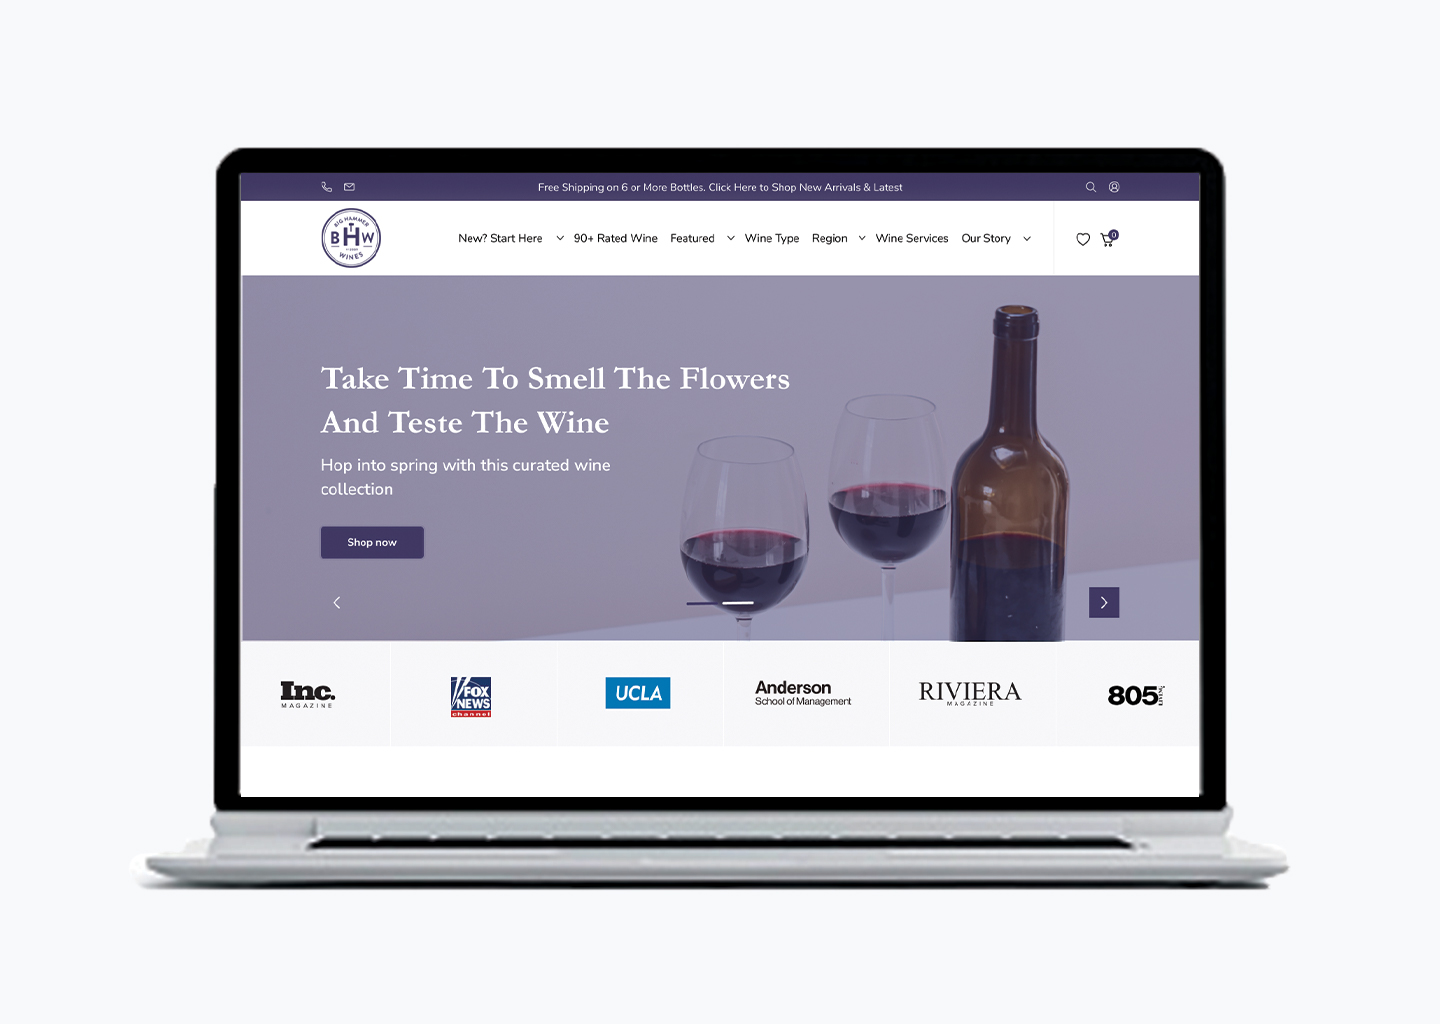 Free Shipping on 6 or More Bottles. Click Here to Shop New Arrivals & Latest
BIG HAMMER
BHW
WINES
New? Start Here
90+ Rated Wine
Featured
Wine Type
Region
Wine Services
Our Story
0
Take Time To Smell The Flowers
And Teste The Wine
Hop into spring with this curated wine
collection
Shop now
Inc.
MAGAZINE
FOX
NEWS
channel
UCLA
Anderson
School of Management
RIVIERA
MAGAZINE
805